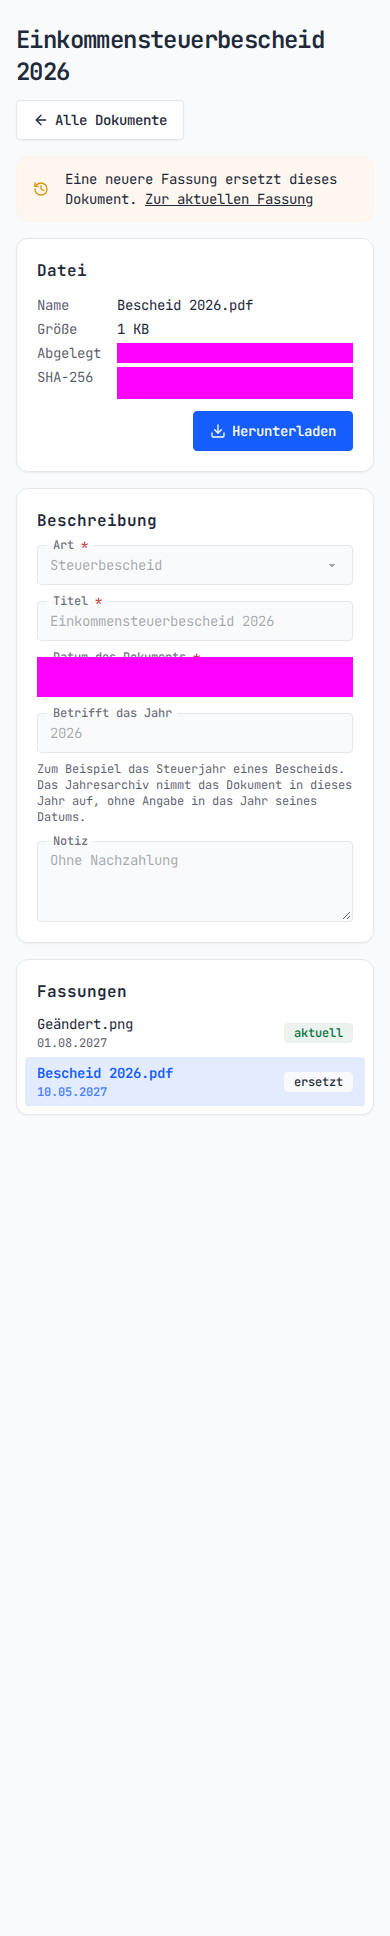 Einkommensteuerbescheid
2026
Alle Dokumente
Eine neuere Fassung ersetzt dieses
Dokument. Zur aktuellen Fassung
Datei
Name Bescheid 2026.pdf
Größe 1 KB
Abgelegt
SHA-256
Herunterladen
Beschreibung
Art *
Steuerbescheid
Titel *
Einkommensteuerbescheid 2026
Datum des Dokuments *
Betrifft das Jahr
2026
Zum Beispiel das Steuerjahr eines Bescheids.
Das Jahresarchiv nimmt das Dokument in dieses
Jahr auf, ohne Angabe in das Jahr seines
Datums.
Notiz
Ohne Nachzahlung
Fassungen
Geändert.png
01.08.2027
aktuell
Bescheid 2026.pdf
10.05.2027
ersetzt